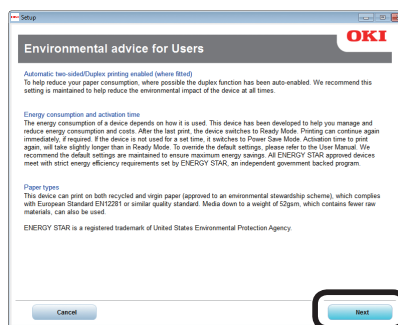 OKI Setup
OKI
Environmental advice for Users
Automatic two-sided/Duplex printing enabled (where fitted)
To help reduce your paper consumption, where possible the duplex function has been auto-enabled. We recommend this
setting is maintained to help reduce the environmental impact of the device at all times.
Energy consumption and activation time
The energy consumption of a device depends on how it is used. This device has been developed to help you manage and
reduce energy consumption and costs. After the last print, the device switches to Ready Mode. Printing can continue again
immediately, if required. If the device is not used for a set time, it switches to Power Save Mode. Activation time to print
again, will take slightly longer than in Ready Mode. To override the default settings, please refer to the User Manual. We
recommend the default settings are maintained to ensure maximum energy savings. All ENERGY STAR approved devices
meet with strict energy efficiency requirements set by ENERGY STAR, an independent government backed program.
Paper types
This device can print on both recycled and virgin paper (approved to an environmental stewardship scheme), which complies
with European Standard EN12281 or similar quality standard. Media down to a weight of 52gsm, which contains fewer raw
materials, can also be used.
ENERGY STAR is a registered trademark of United States Environmental Protection Agency.
Cancel
Next